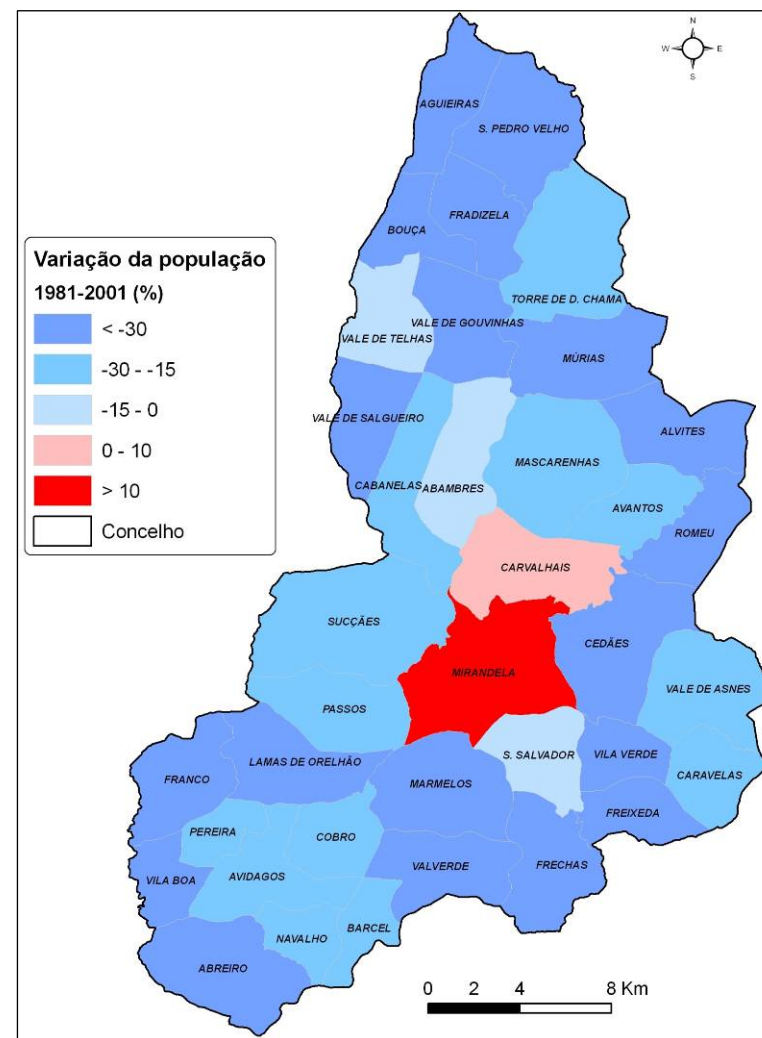 N
W E
S
AGUIEIRAS
S. PEDRO VELHO
FRADIZELA
BOUÇA
Variação da população
1981-2001 (%)
< -30
-30 - -15
-15 - 0
0 - 10
> 10
Concelho
TORRE DE D. CHAMA
VALE DE GOUVINHAS
VALE DE TELHAS
MÚRIAS
VALE DE SALGUEIRO
ALVITES
MASCARENHAS
CABANELAS
ABAMBRES
AVANTOS
ROMEU
CARVALHAIS
SUCÇÃES
CEDÃES
MIRANDELA
VALE DE ASNES
PASSOS
S. SALVADOR
VILA VERDE
LAMAS DE ORELHÃO
CARAVELAS
FRANCO
MARMELOS
FREIXEDA
PEREIRA
COBRO
VALVERDE
FRECHAS
VILA BOA
AVIDAGOS
BARCEL
NAVALHO
ABREIRO
0 2 4 8 Km